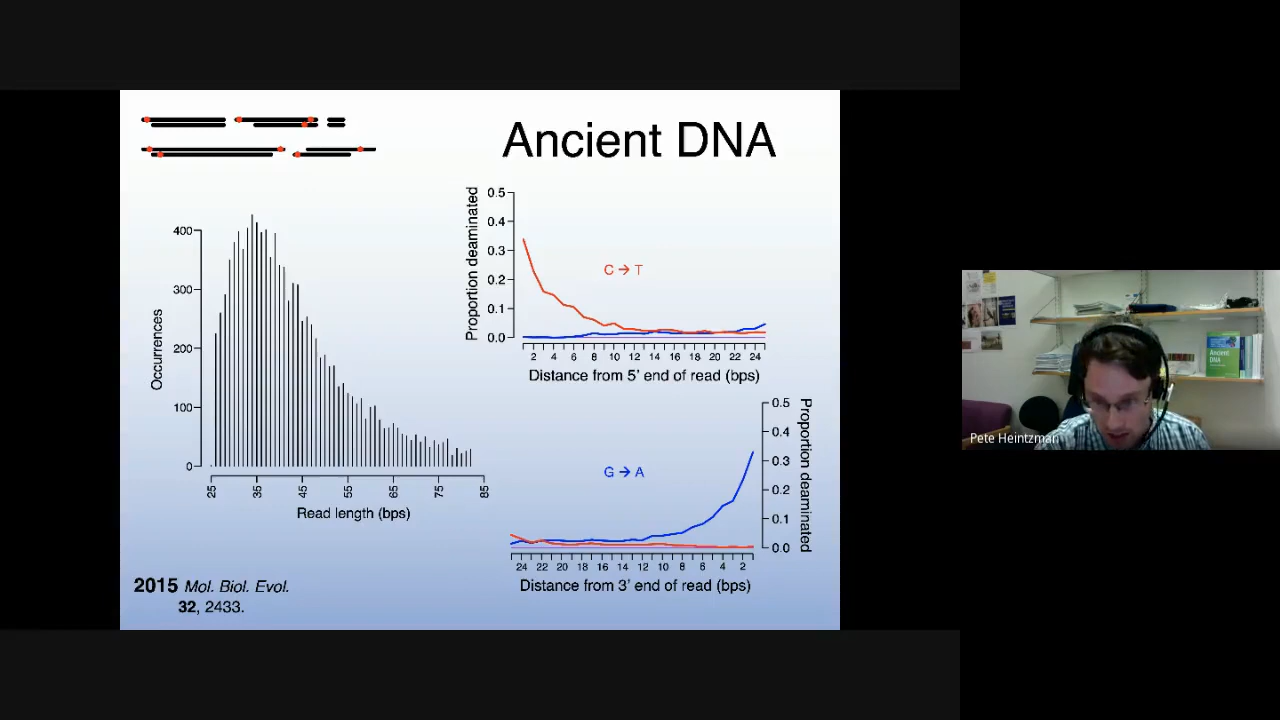 Ancient DNA
400
300
200
100
0
Occurrences
25 35 45 55 65 75 85
Read length (bps)
0.5
0.4
0.3
0.2
0.1
0.0
Proportion deaminated
C → T
2 4 6 8 10 12 14 16 18 20 22 24
Distance from 5’ end of read (bps)
0.5
0.4
0.3
0.2
0.1
0.0
Proportion deaminated
G → A
24 22 20 18 16 14 12 10 8 6 4 2
Distance from 3’ end of read (bps)
2015 Mol. Biol. Evol.
32, 2433.
Ancient
DNA
Pete Heintzman